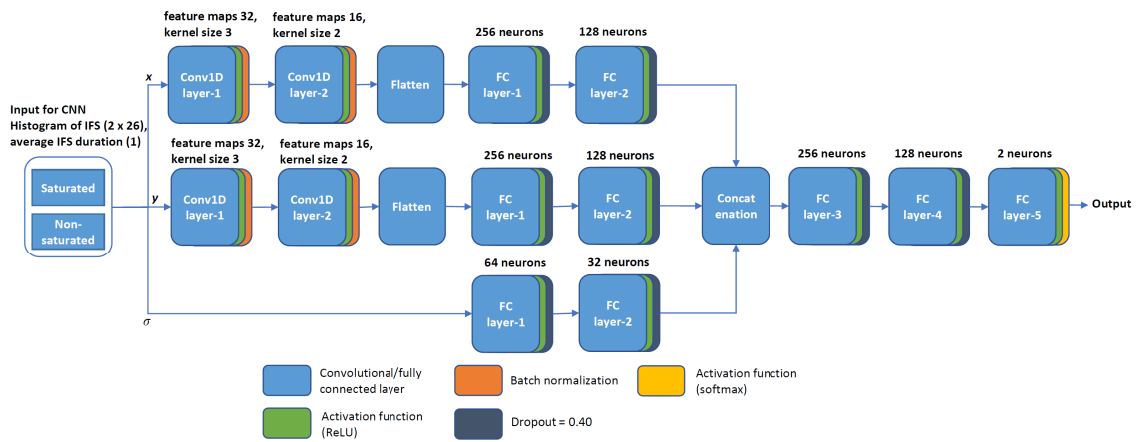 feature maps 32,
kernel size 3
feature maps 16,
kernel size 2
256 neurons
128 neurons
x
Conv1D
layer-1
Conv1D
layer-2
Flatten
FC
layer-1
FC
layer-2
Input for CNN
Histogram of IFS (2 x 26),
average IFS duration (1)
Saturated
Non-
saturated
feature maps 32,
kernel size 3
feature maps 16,
kernel size 2
256 neurons
128 neurons
256 neurons
128 neurons
2 neurons
y
Conv1D
layer-1
Conv1D
layer-2
Flatten
FC
layer-1
FC
layer-2
Concat
enation
FC
layer-3
FC
layer-4
FC
layer-5
Output
64 neurons
32 neurons
σ
FC
layer-1
FC
layer-2
Convolutional/fully
connected layer
Batch normalization
Activation function
(softmax)
Activation function
(ReLU)
Dropout = 0.40